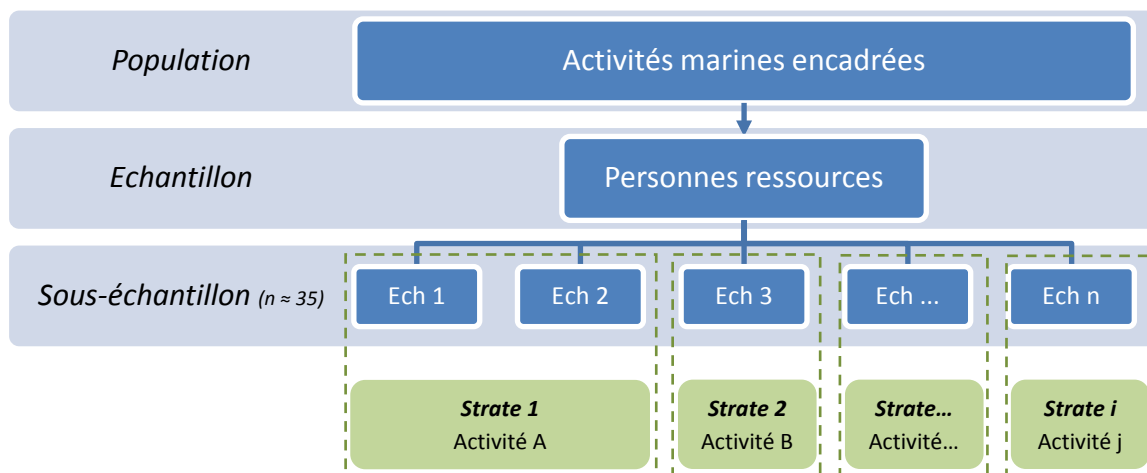 Population
Activités marines encadrées
Echantillon
Personnes ressources
Sous-échantillon (n ≈ 35)
Ech 1
Ech 2
Ech 3
Ech ...
Ech n
Strate 1
Activité A
Strate 2
Activité B
Strate...
Activité...
Strate i
Activité j